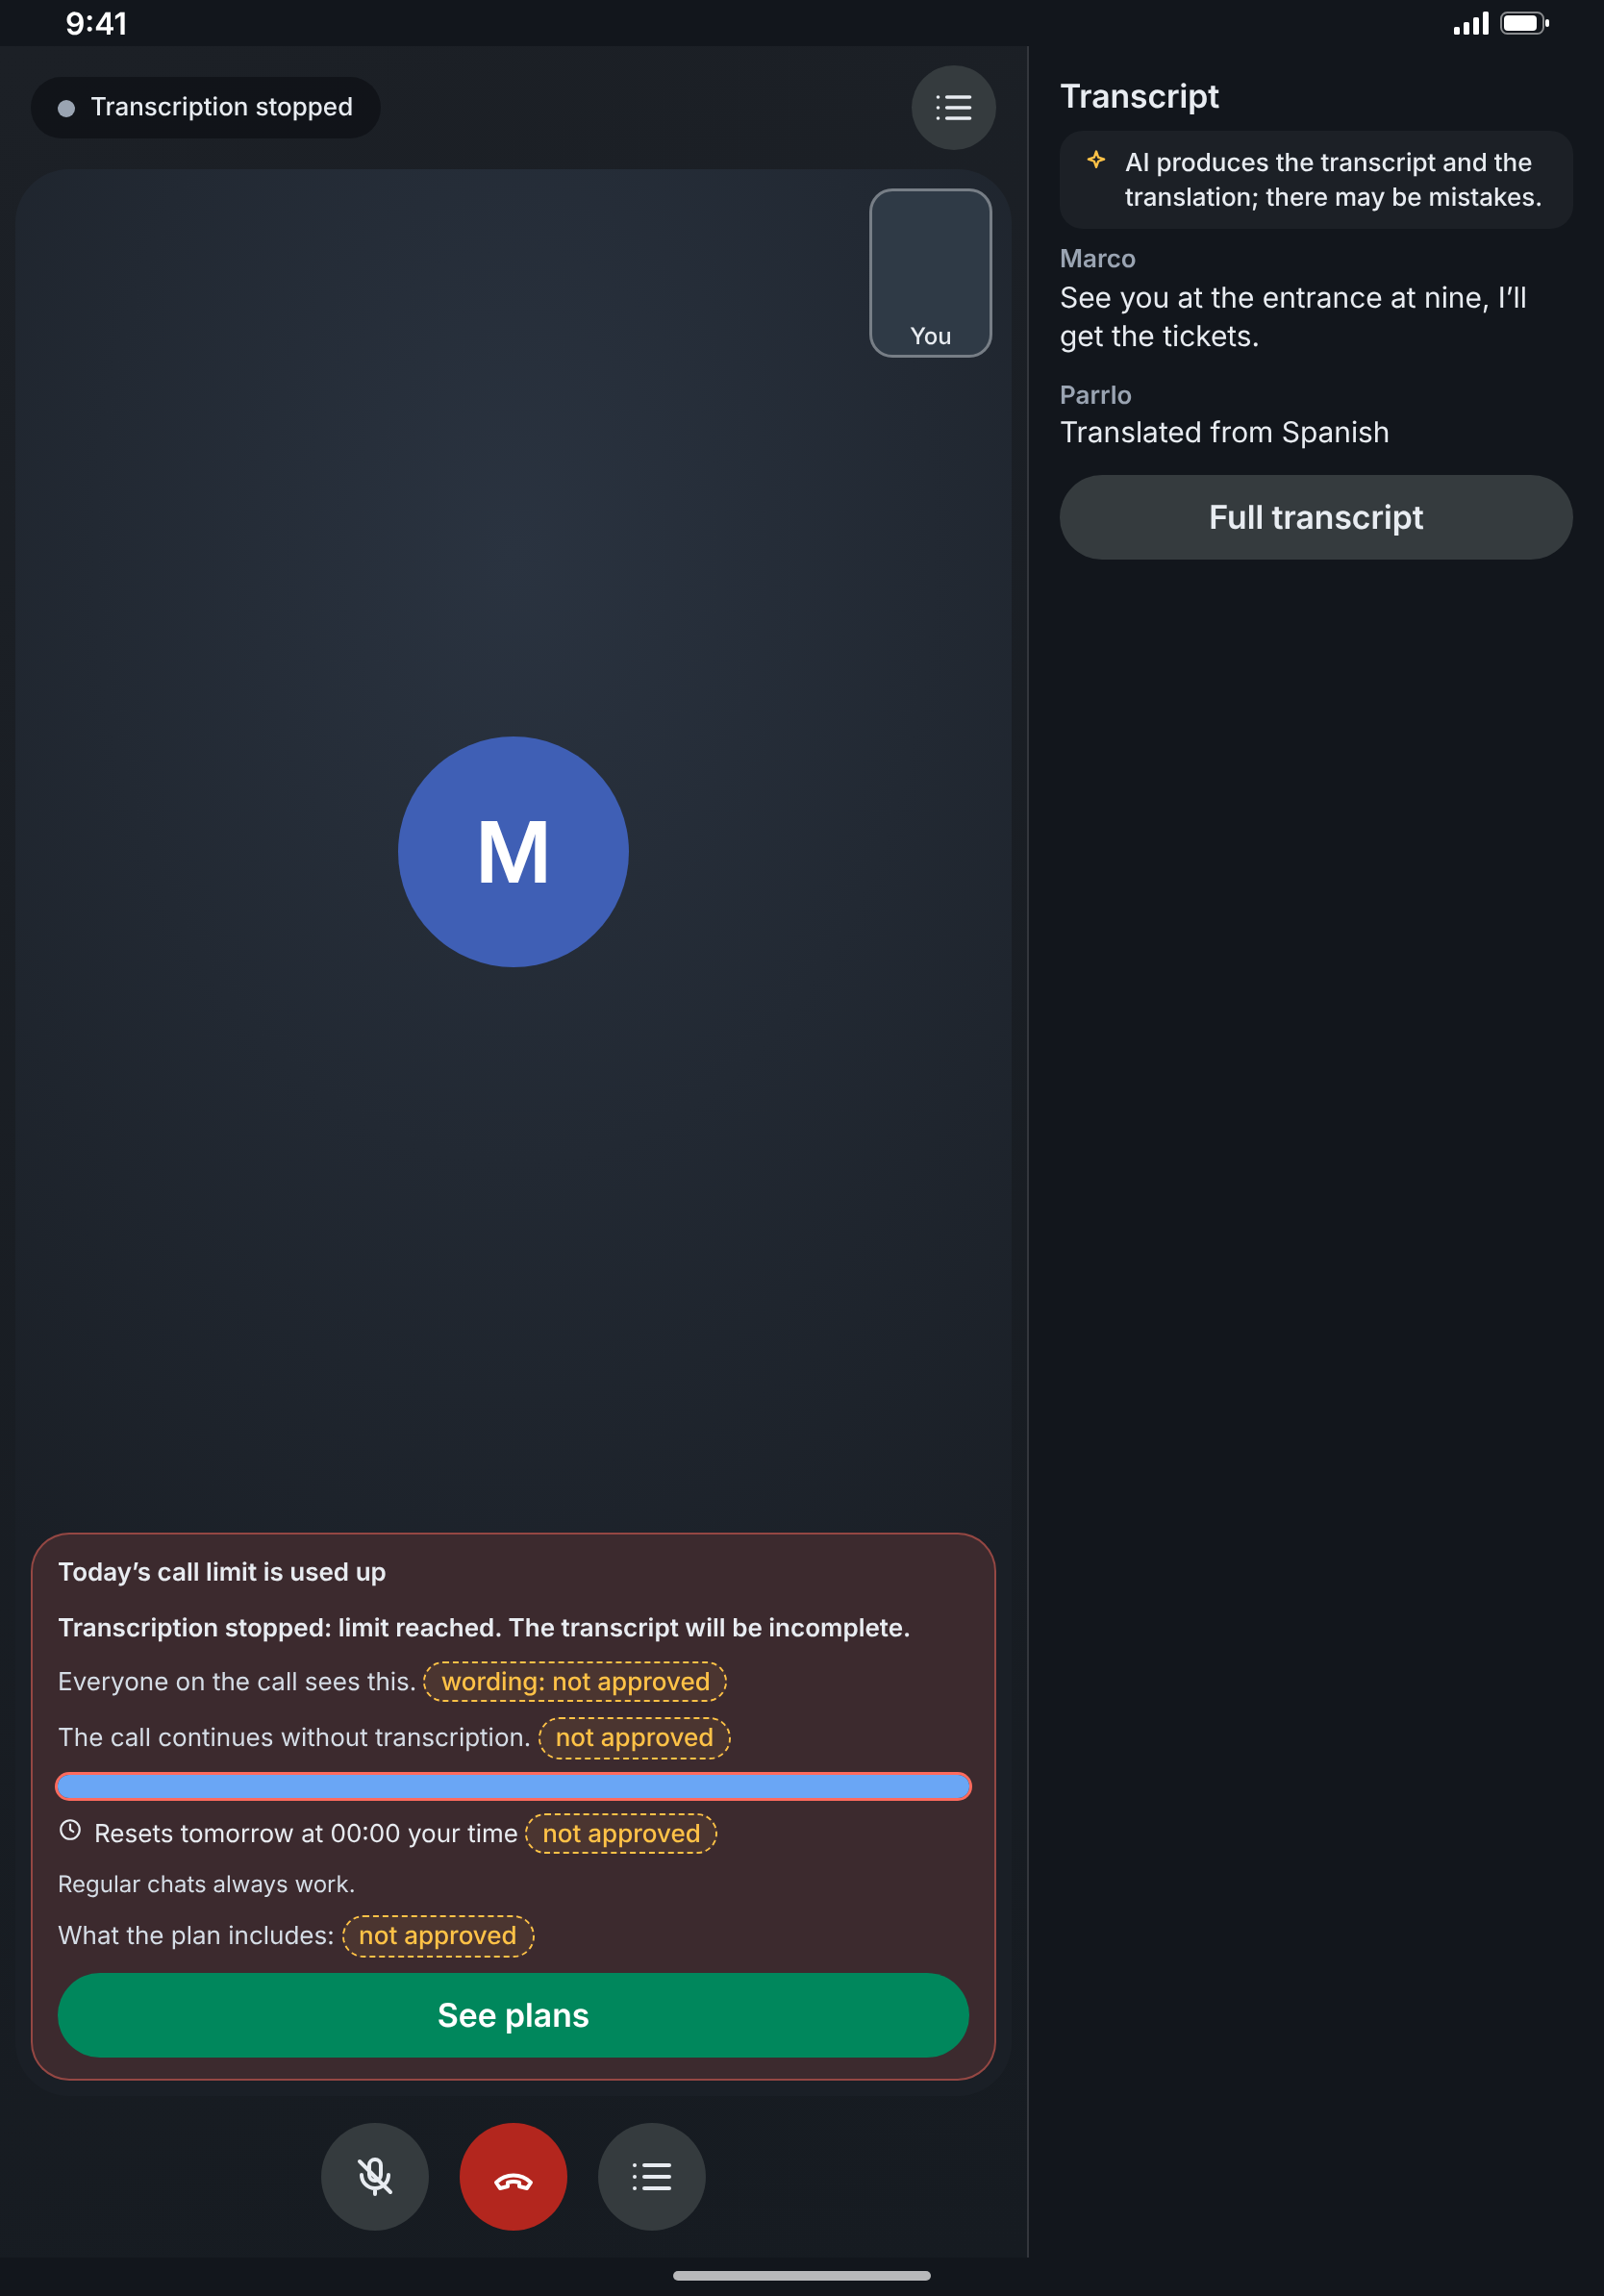 9:41
Transcription stopped
You
M
Today’s call limit is used up
Transcription stopped: limit reached. The transcript will be incomplete.
Everyone on the call sees this. wording: not approved
The call continues without transcription. not approved
Resets tomorrow at 00:00 your time not approved
Regular chats always work.
What the plan includes: not approved
See plans
Transcript
AI produces the transcript and the
translation; there may be mistakes.
Marco
See you at the entrance at nine, I’ll
get the tickets.
Parrlo
Translated from Spanish
Full transcript